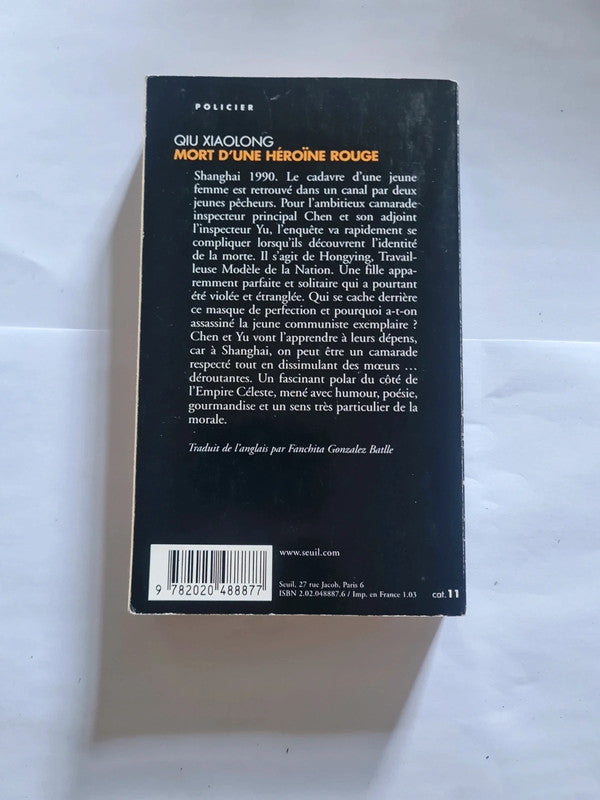 POLICIER
QIU XIAOLONG
MORT D'UNE HÉROÏNE ROUGE
Shanghai 1990. Le cadavre d'une jeune
femme est retrouvé dans un canal par deux
jeunes pêcheurs. Pour l'ambitieux camarade
inspecteur principal Chen et son adjoint
l'inspecteur Yu, l'enquête va rapidement se
compliquer lorsqu'ils découvrent l'identité
de la morte. Il s'agit de Hongying, Travail-
leuse Modèle de la Nation. Une fille appa-
remment parfaite et solitaire qui a pourtant
été violée et étranglée. Qui se cache derrière
ce masque de perfection et pourquoi a-t-on
assassiné la jeune communiste exemplaire ?
Chen et Yu vont l'apprendre à leurs dépens,
car à Shanghai, on peut être un camarade
respecté tout en dissimulant des mœurs ...
déroutantes. Un fascinant polar du côté de
l'Empire Céleste, mené avec humour, poésie,
gourmandise et un sens très particulier de la
morale.
Traduit de l'anglais par Fanchita Gonzalez Batlle
www.seuil.com
Seuil, 27 rue Jacob, Paris 6
ISBN 2.02.048887.6 / Imp. en France 1.03
cat. 11
9 782020 488877